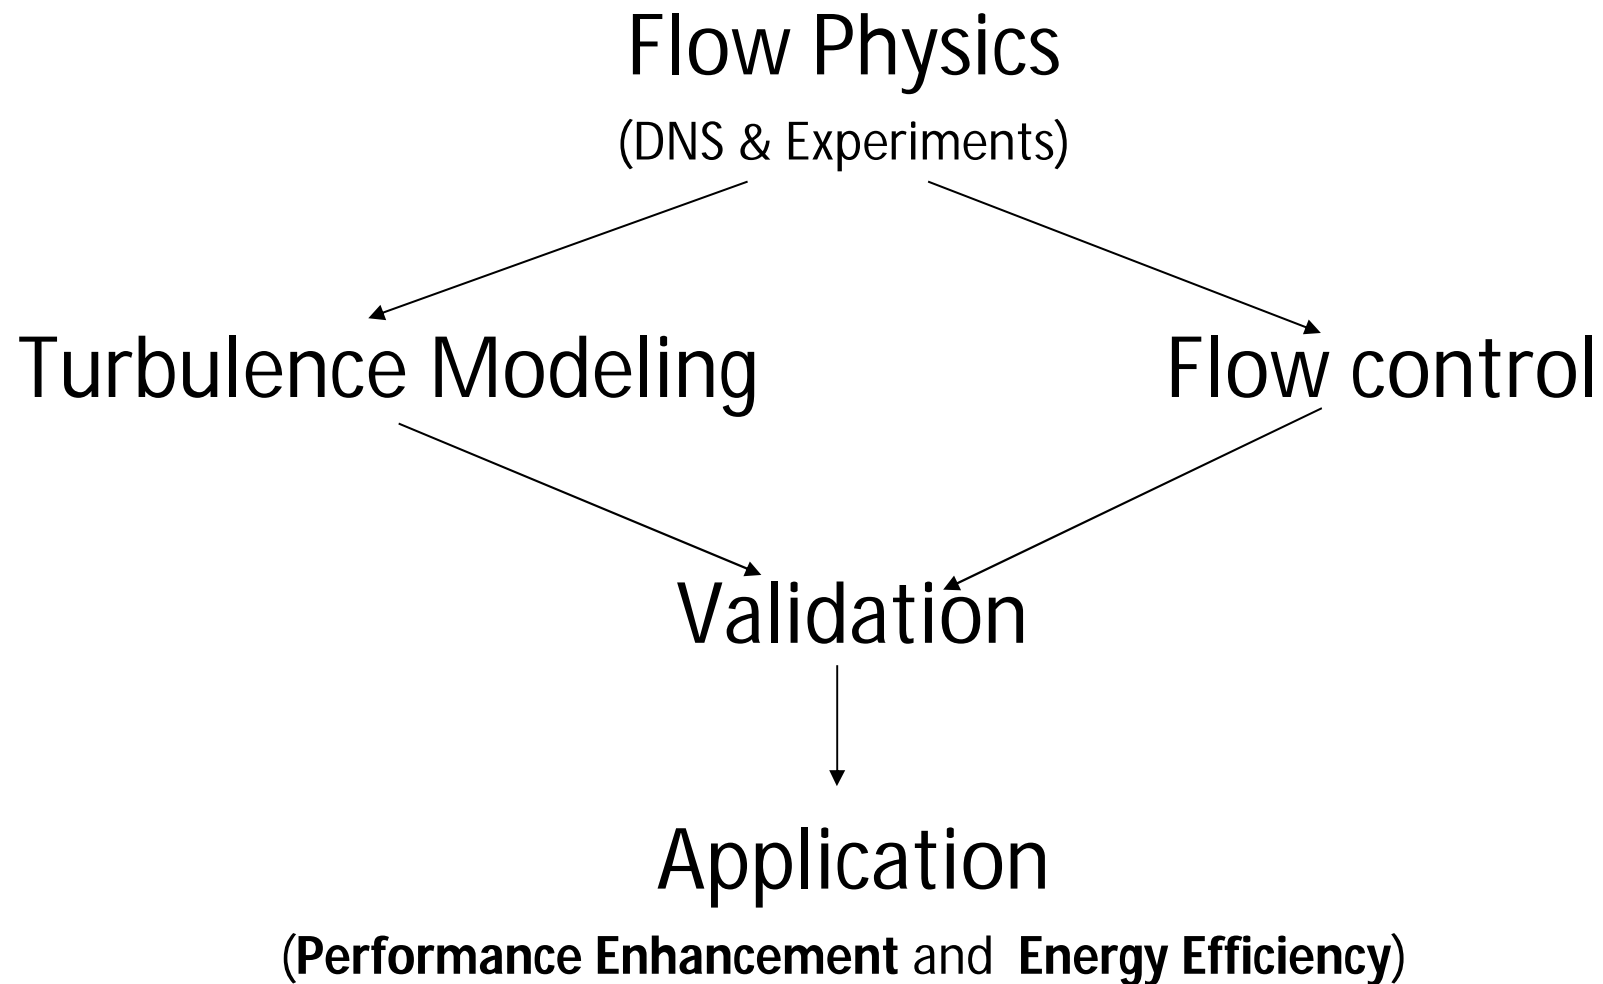 Flow Physics
(DNS & Experiments)
Turbulence Modeling
Flow control
Validation
Application
(Performance Enhancement and Energy Efficiency)